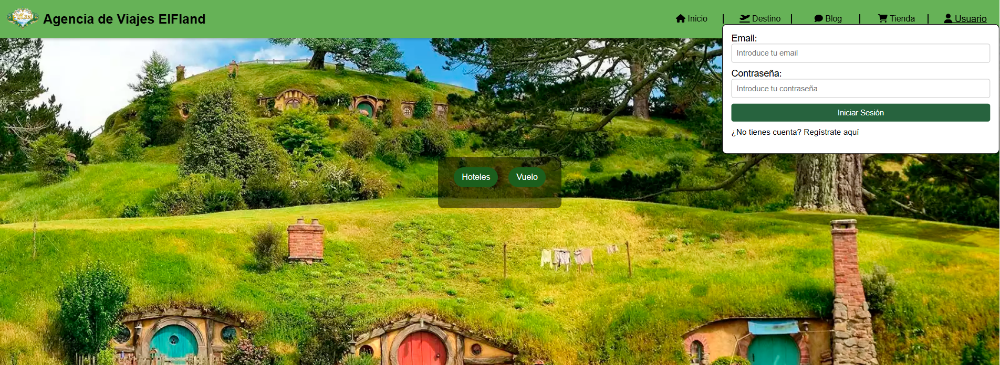 ElfLand
Agencia de Viajes ElFland
Inicio
Destino
Blog
Tienda
Usuario
Email:
Introduce tu email
Contraseña:
Introduce tu contraseña
Iniciar Sesión
¿No tienes cuenta? Regístrate aquí
Hoteles
Vuelo